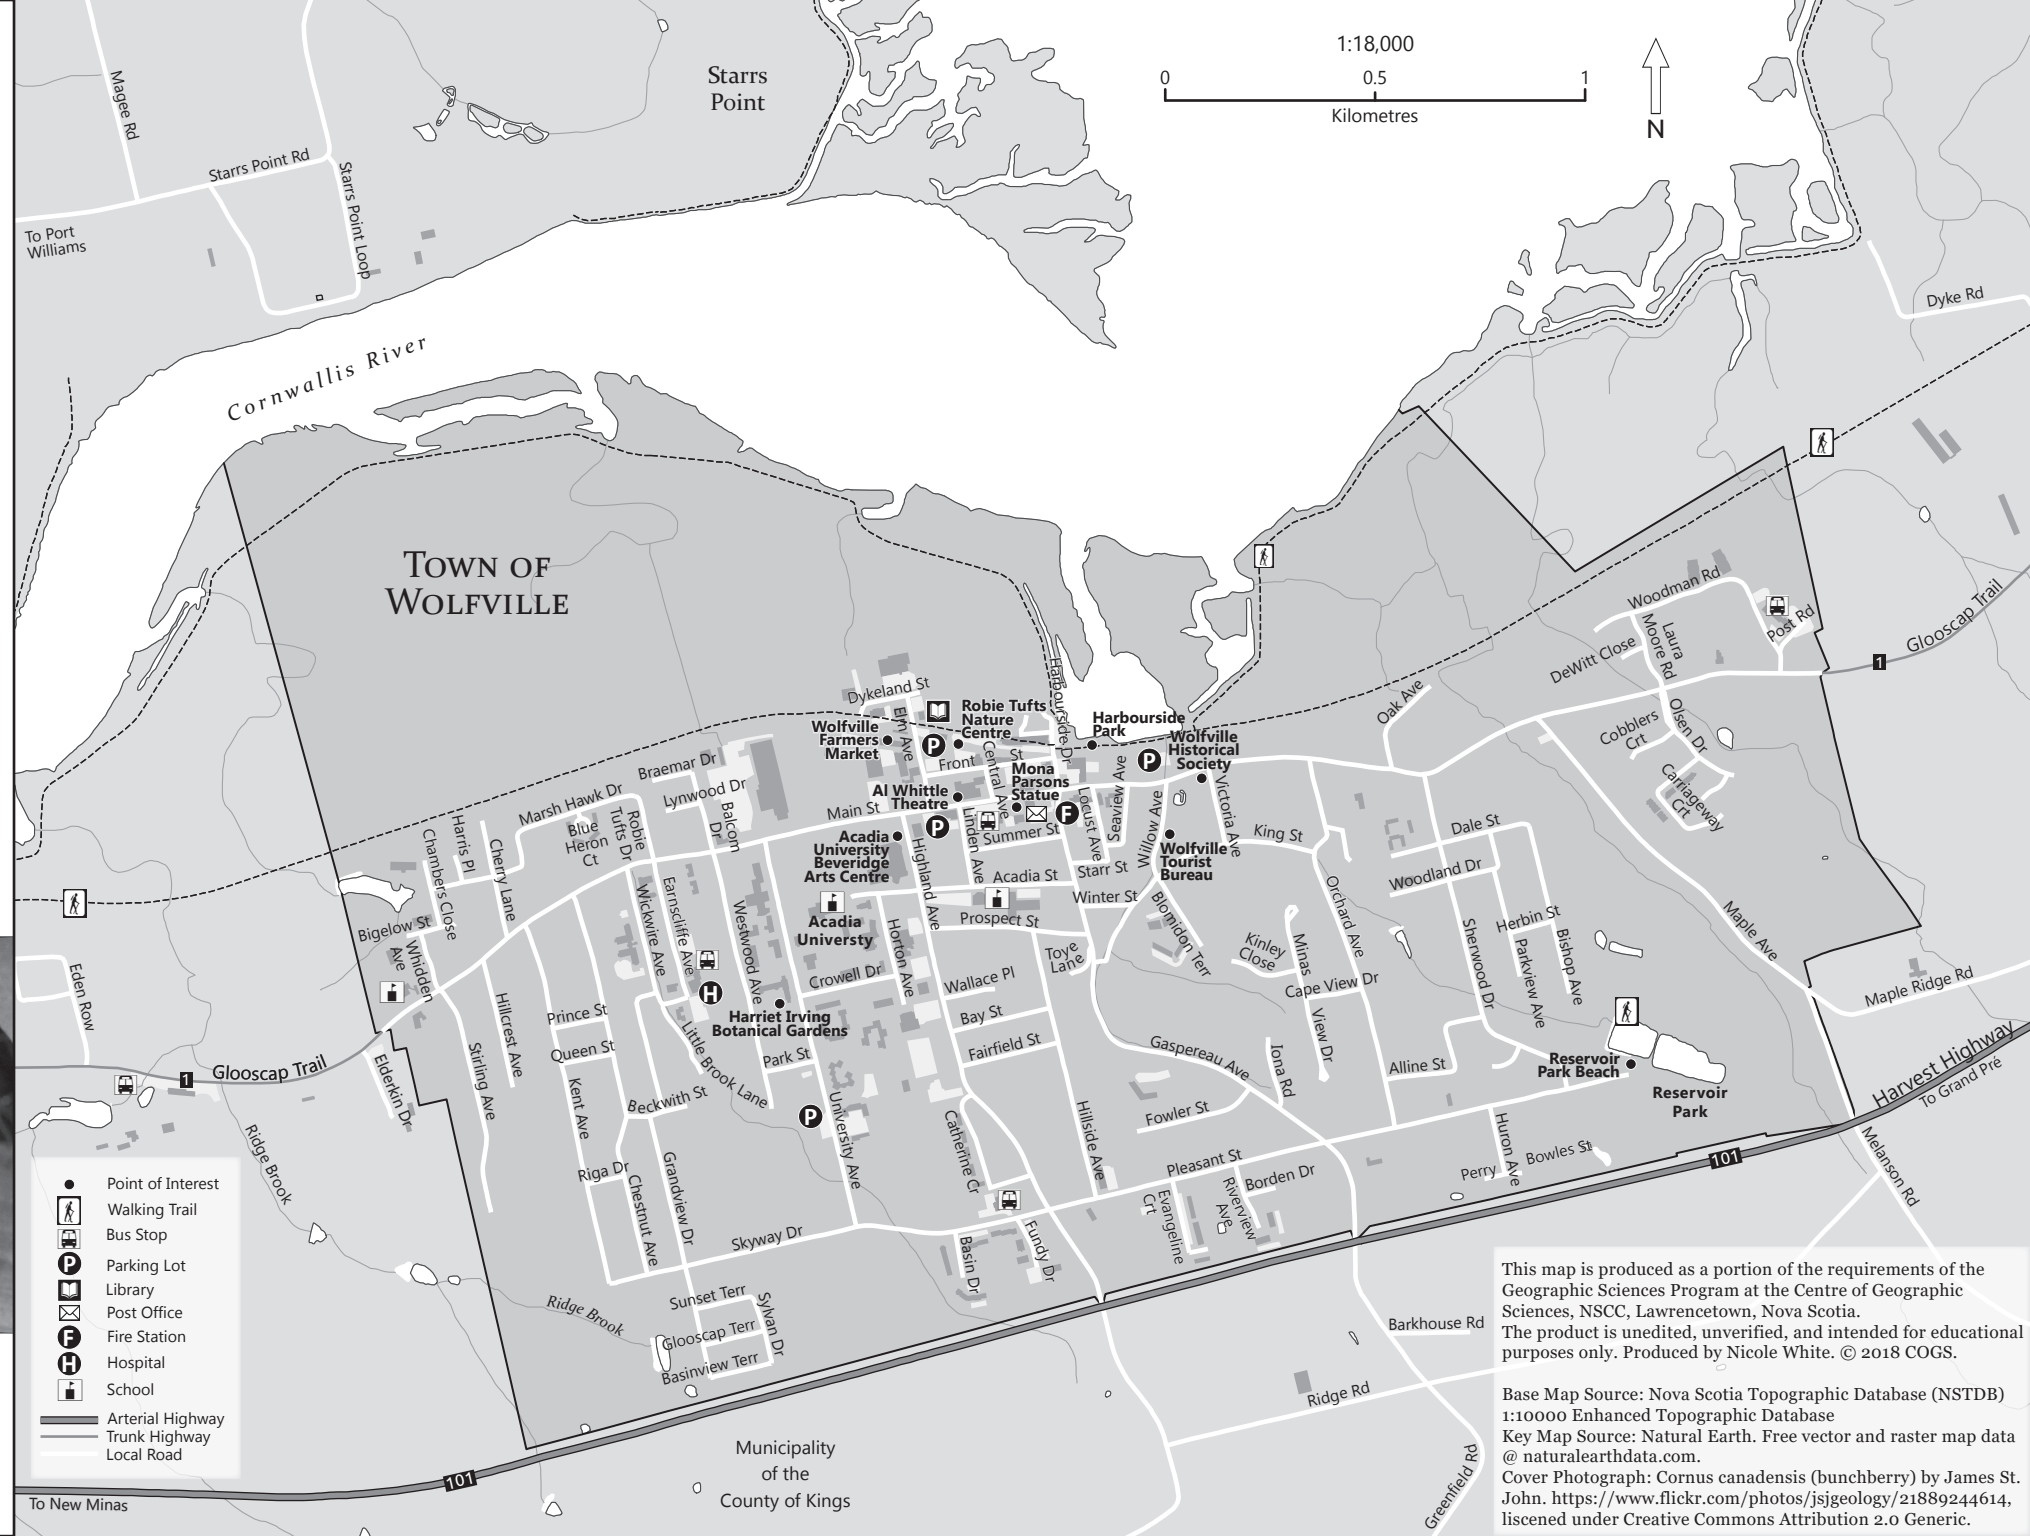 1:18,000
0
0.5
1
Kilometres
N
Starrs
Point
Magee Rd
Starrs Point Rd
Starrs Point Loop
To Port
Williams
Cornwallis River
Dyke Rd
TOWN OF
WOLFVILLE
Woodman Rd
Post Rd
Laura
Moore Rd
DeWitt Close
Glooscap Trail
1
Oak Ave
Cobblers
Crt
Olsen Dr
Carriageway
Crt
Harbourside Dr
Dykeland St
Elm Ave
Robie Tufts
Nature
Centre
Harbourside
Park
Wolfville
Farmers
Market
P
Front
St
Central Ave
Wolfville
Historical
Society
P
Mona
Parsons
Statue
Al Whittle
Theatre
Main St
P
Linden Ave
Summer St
F
Locust Ave
Seaview Ave
Willow Ave
Victoria Ave
King St
Wolfville
Tourist
Bureau
Acadia
University
Beveridge
Arts Centre
Highland Ave
Acadia St
Starr St
Winter St
Prospect St
Acadia
Universty
Horton Ave
Crowell Dr
Toye
Lane
Wallace Pl
Bay St
Fairfield St
Blomidon Terr
Kinley
Close
Minas
View Dr
Cape View Dr
Orchard Ave
Dale St
Woodland Dr
Herbin St
Sherwood Dr
Parkview Ave
Bishop Ave
Maple Ave
Maple Ridge Rd
Braemar Dr
Lynwood Dr
Balcom
Dr
Marsh Hawk Dr
Blue
Heron
Ct
Robie
Tufts Dr
Harris Pl
Chambers Close
Cherry Lane
Bigelow St
Whidden
Ave
Wickwire Ave
Earnscliffe Ave
Westwood Ave
H
Harriet Irving
Botanical Gardens
Little Brook Lane
Park St
Prince St
Queen St
Hillcrest Ave
Stirling Ave
Kent Ave
Beckwith St
P
University Ave
Catherine Cr
Hillside Ave
Gaspereau Ave
Iona Rd
Fowler St
Alline St
Reservoir
Park Beach
Reservoir
Park
Harvest Highway
To Grand Pré
Eden Row
Glooscap Trail
1
Elderkin Dr
Ridge Brook
Riga Dr
Chestnut Ave
Grandview Dr
Skyway Dr
Basin Dr
Fundy Dr
Pleasant St
Evangeline
Crt
Riverview
Ave
Borden Dr
Huron Ave
Perry
Bowles St
101
Melanson Rd
Ridge Brook
Sunset Terr
Glooscap Terr
Basinview Terr
Sylvan Dr
Barkhouse Rd
Ridge Rd
Greenfield Rd
Municipality
of the
County of Kings
101
To New Minas
Point of Interest
Walking Trail
Bus Stop
P Parking Lot
Library
Post Office
F Fire Station
H Hospital
School
Arterial Highway
Trunk Highway
Local Road
This map is produced as a portion of the requirements of the
Geographic Sciences Program at the Centre of Geographic
Sciences, NSCC, Lawrencetown, Nova Scotia.
The product is unedited, unverified, and intended for educational
purposes only. Produced by Nicole White. © 2018 COGS.
Base Map Source: Nova Scotia Topographic Database (NSTDB)
1:10000 Enhanced Topographic Database
Key Map Source: Natural Earth. Free vector and raster map data
@ naturalearthdata.com.
Cover Photograph: Cornus canadensis (bunchberry) by James St.
John. https://www.flickr.com/photos/jsjgeology/21889244614,
liscened under Creative Commons Attribution 2.0 Generic.